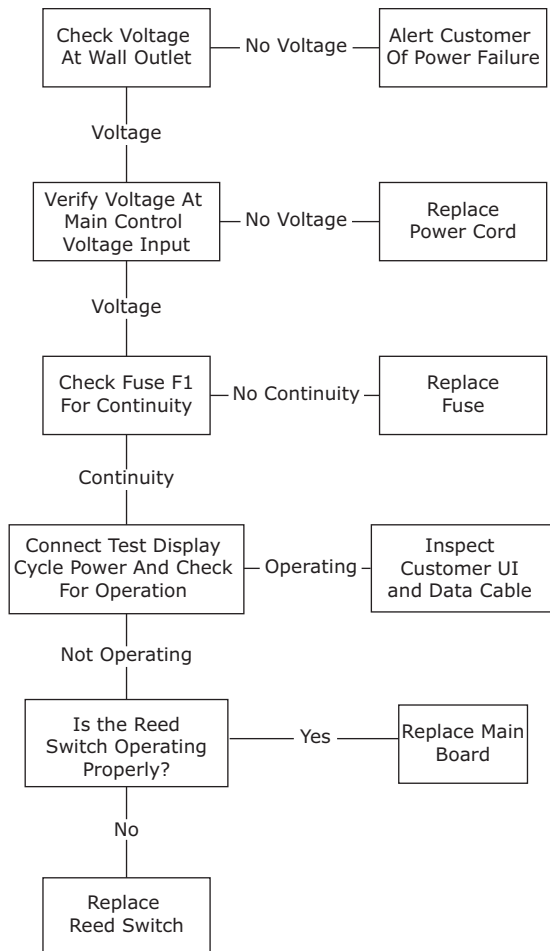 Check Voltage
At Wall Outlet
No Voltage
Alert Customer
Of Power Failure
Voltage
Verify Voltage At
Main Control
Voltage Input
No Voltage
Replace
Power Cord
Voltage
Check Fuse F1
For Continuity
No Continuity
Replace
Fuse
Continuity
Connect Test Display
Cycle Power And Check
For Operation
Operating
Inspect
Customer UI
and Data Cable
Not Operating
Is the Reed
Switch Operating
Properly?
Yes
Replace Main
Board
No
Replace
Reed Switch